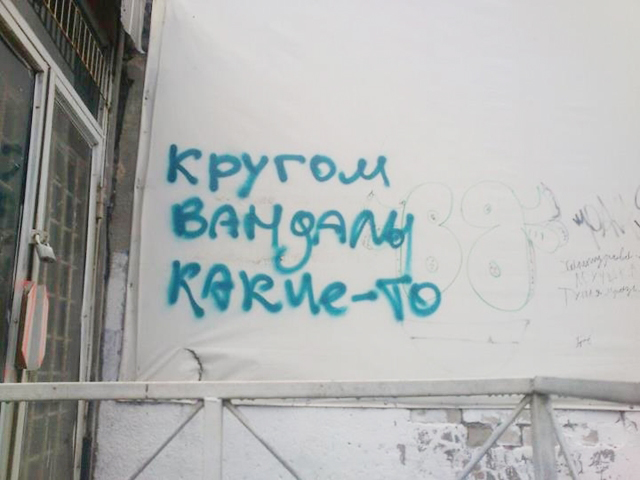 кругом
вандалы
какие-то